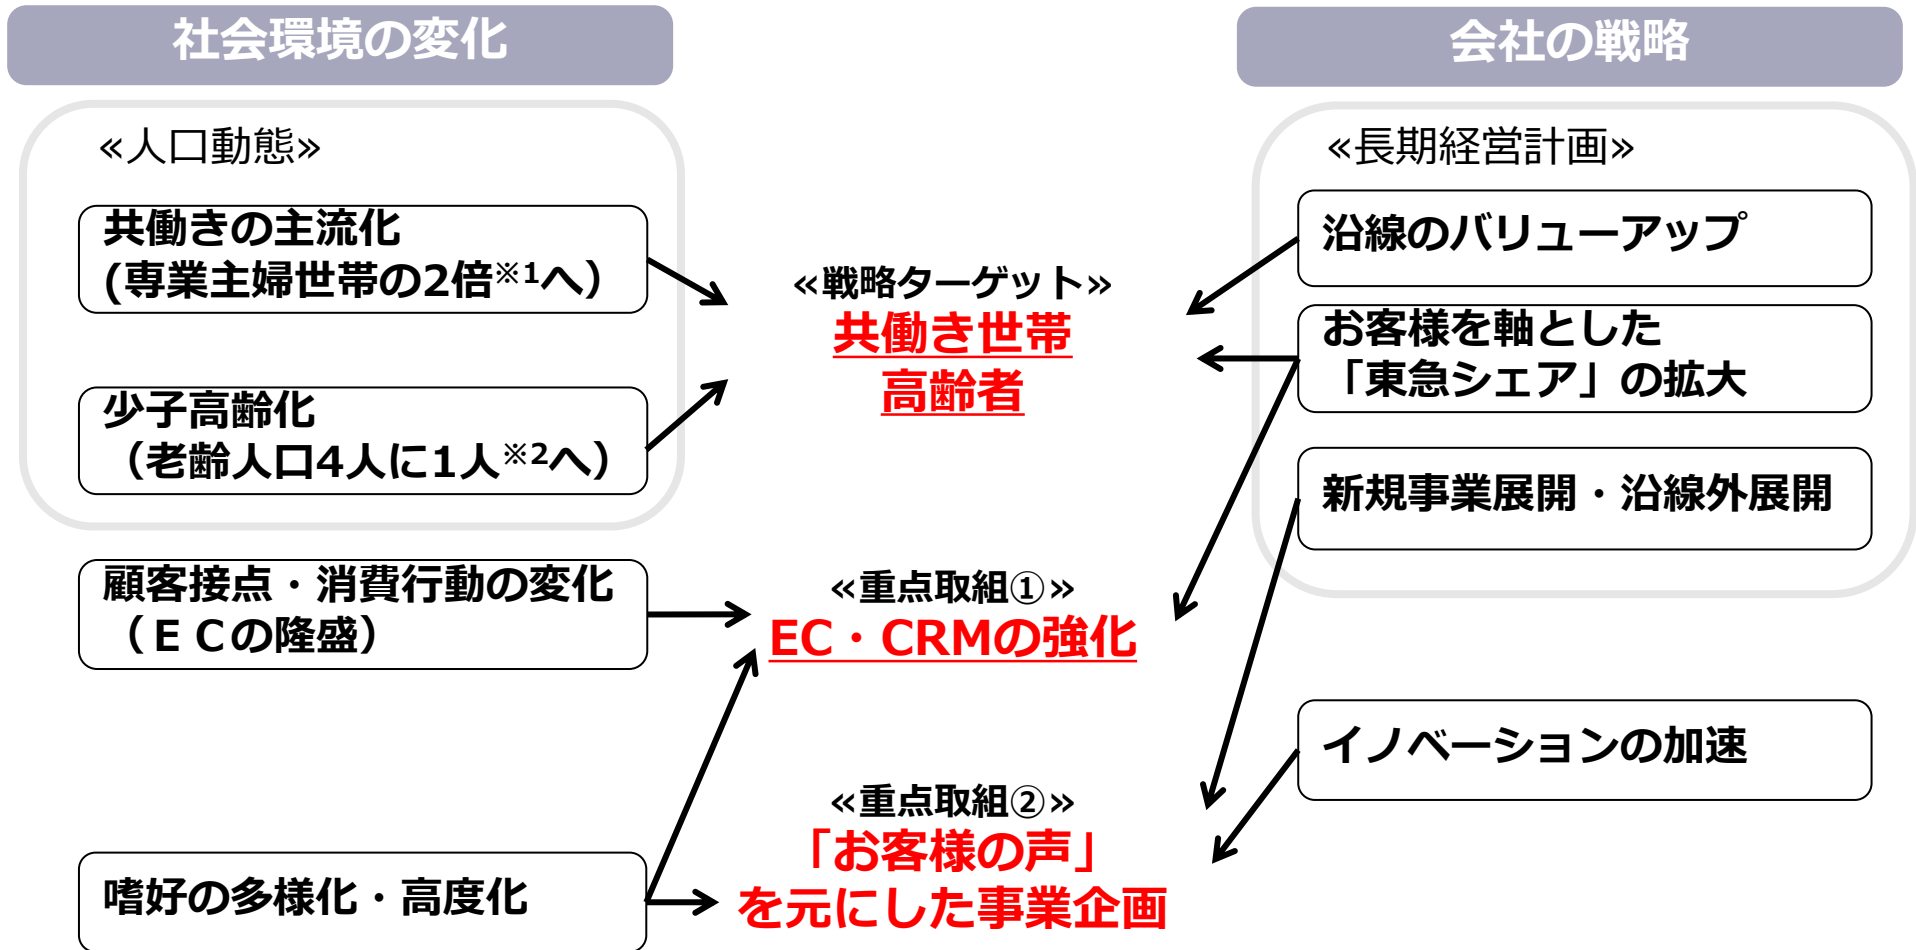 社会環境の変化
«人口動態»
共働きの主流化
(専業主婦世帯の2倍※1へ）
少子高齢化
（老齢人口4人に1人※2へ）
顧客接点・消費行動の変化
（ＥＣの隆盛）
嗜好の多様化・高度化
«戦略ターゲット»
共働き世帯
高齢者
«重点取組①»
EC・CRMの強化
«重点取組②»
「お客様の声」
を元にした事業企画
会社の戦略
«長期経営計画»
沿線のバリューアップ
お客様を軸とした
「東急シェア」の拡大
新規事業展開・沿線外展開
イノベーションの加速